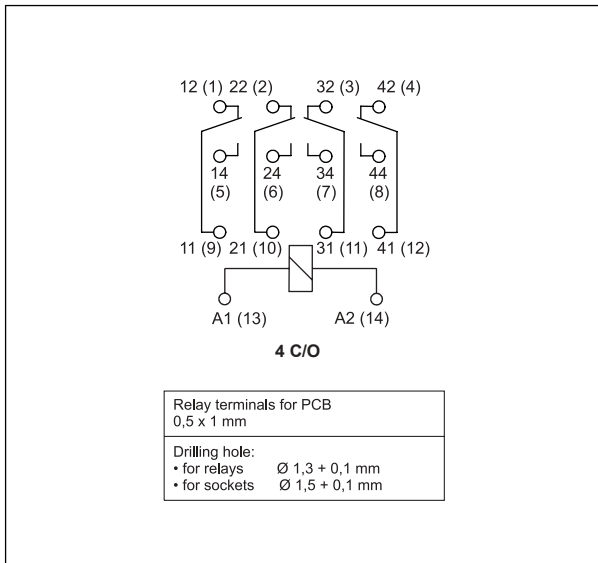 12 (1) 22 (2) 32 (3) 42 (4)
14 24 34 44
(5) (6) (7) (8)
11 (9) 21 (10) 31 (11) 41 (12)
A1 (13) A2 (14)
4 C/O
Relay terminals for PCB
0,5 x 1 mm
Drilling hole:
• for relays Ø 1,3 + 0,1 mm
• for sockets Ø 1,5 + 0,1 mm